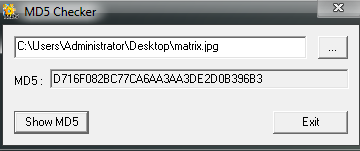 MD5 Checker
C:\Users\Administrator\Desktop\matrix.jpg
...
MD5 :
D716F082BC77CA6AA3AA3DE2D0B396B3
Show MD5
Exit